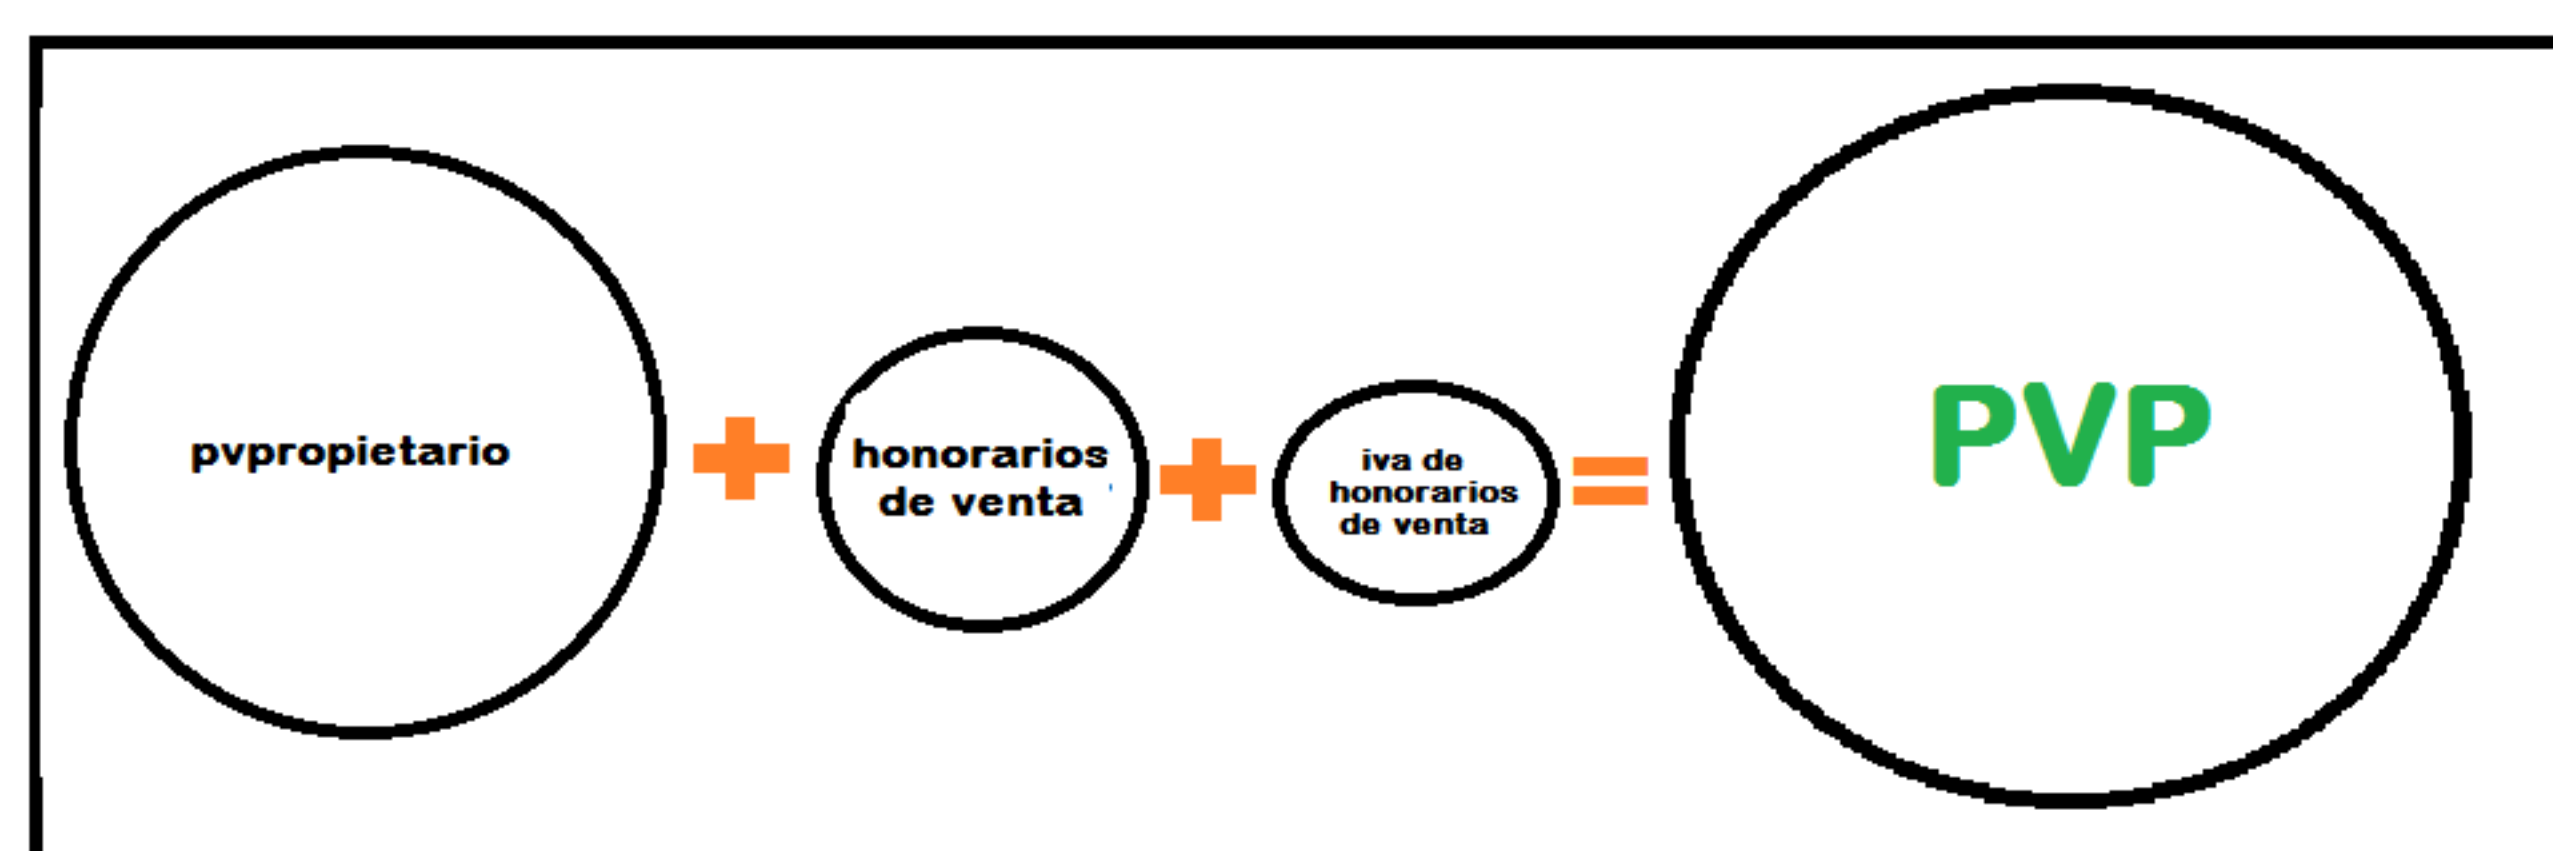 pvpropietario
honorarios
de venta
iva de
honorarios
de venta
PVP